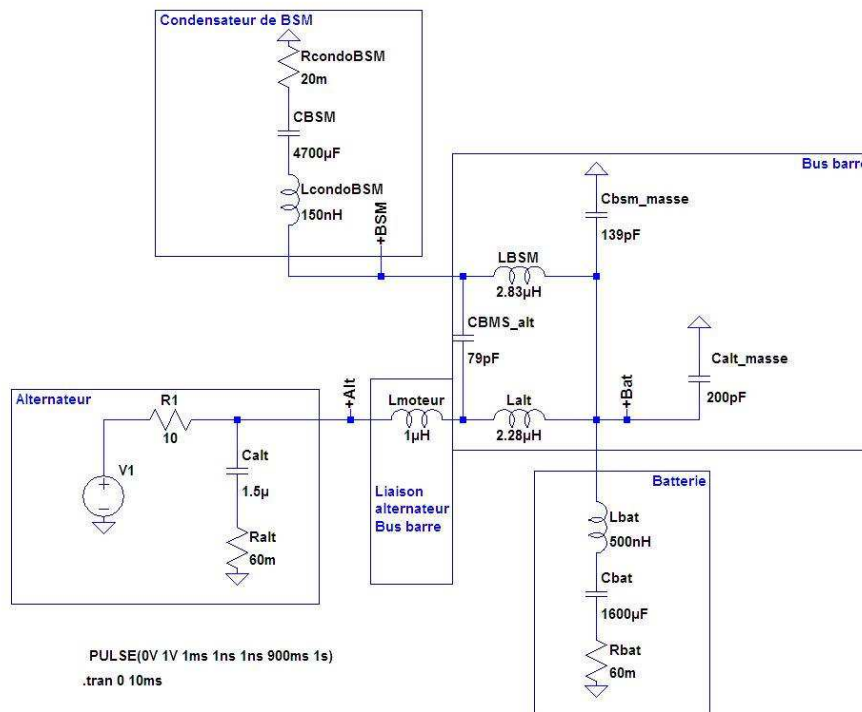 Condensateur de BSM
RcondoBSM
20m
CBSM
4700µF
LcondoBSM
150nH
+BSM
Bus barre
Cbsm_masse
139pF
LBSM
2.83µH
CBMS_alt
79pF
Calt_masse
200pF
Alternateur
R1
10
V1
Calt
1.5µ
Ralt
60m
+Alt
Lmoteur
1µH
Lalt
2.28µH
+Bat
Liaison
alternateur
Bus barre
Batterie
Lbat
500nH
Cbat
1600µF
Rbat
60m
PULSE(0V 1V 1ms 1ns 1ns 900ms 1s)
.tran 0 10ms